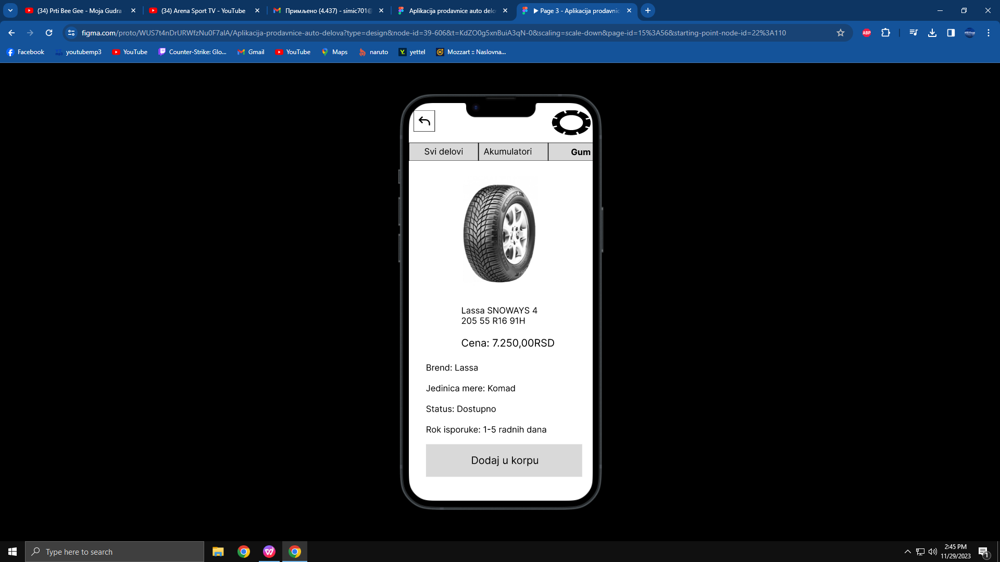 (34) Prti Bee Gee - Moja Gudra
(34) Arena Sport TV - YouTube
Примљено (4.437) - simic701@
Aplikacija prodavnice auto delo
Page 3 - Aplikacija prodavnic
figma.com/proto/WUS7t4nDrURWfzNu0F7alA/Aplikacija-prodavnice-auto-delova?type=design&node-id=39-606&t=KdZO0g5xnBuiA3qN-0&scaling=scale-down&page-id=15%3A56&starting-point-node-id=22%3A110
ABP
Facebook
youtubemp3
YouTube
Counter-Strike: Glo...
Gmail
YouTube
Maps
naruto
yettel
Mozzart :: Naslovna...
Svi delovi
Akumulatori
Gum
SNOWAYS 4
Lassa SNOWAYS 4
205 55 R16 91H
Cena: 7.250,00RSD
Brend: Lassa
Jedinica mere: Komad
Status: Dostupno
Rok isporuke: 1-5 radnih dana
Dodaj u korpu
Type here to search
2:45 PM
11/29/2023
1